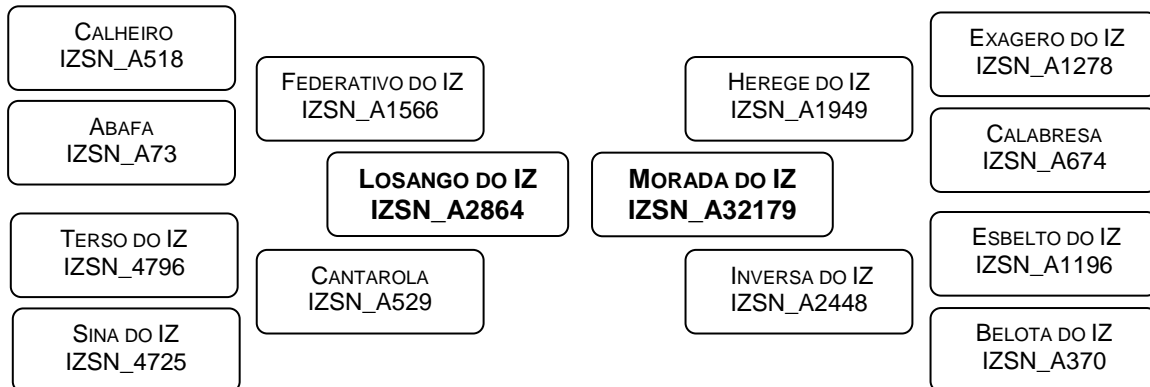 CALHEIRO
IZSN_A518
ABAFA
IZSN_A73
TERSO DO IZ
IZSN_4796
SINA DO IZ
IZSN_4725
FEDERATIVO DO IZ
IZSN_A1566
CANTAROLA
IZSN_A529
LOSANGO DO IZ
IZSN_A2864
MORADA DO IZ
IZSN_A32179
HEREGE DO IZ
IZSN_A1949
INVERSA DO IZ
IZSN_A2448
EXAGERO DO IZ
IZSN_A1278
CALABRESA
IZSN_A674
ESBELTO DO IZ
IZSN_A1196
BELOTA DO IZ
IZSN_A370